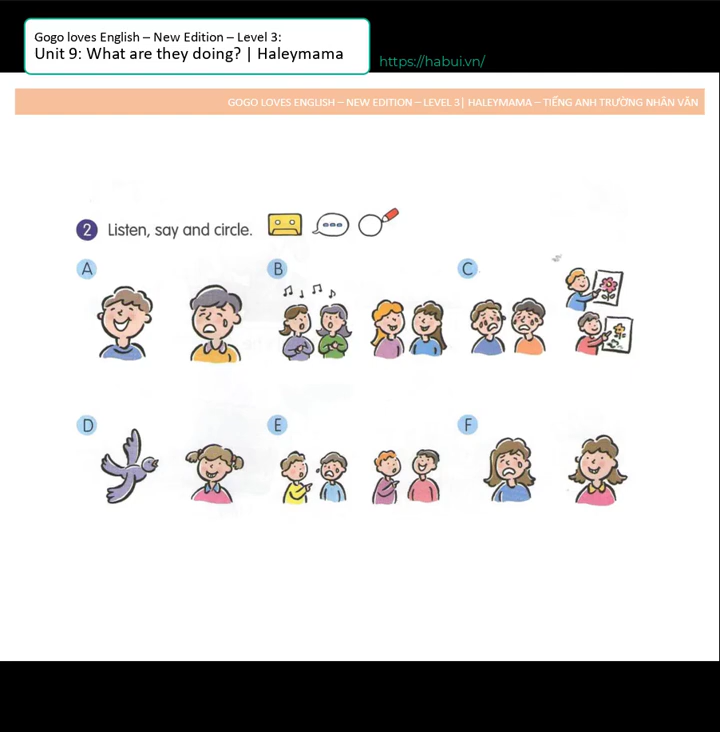 Gogo loves English – New Edition – Level 3:
Unit 9: What are they doing? | Haleymama
https://habui.vn/
GOGO LOVES ENGLISH – NEW EDITION – LEVEL 3| HALEYMAMA – TIẾNG ANH TRƯỜNG NHÂN VĂN
2 Listen, say and circle.
A B C
D E F